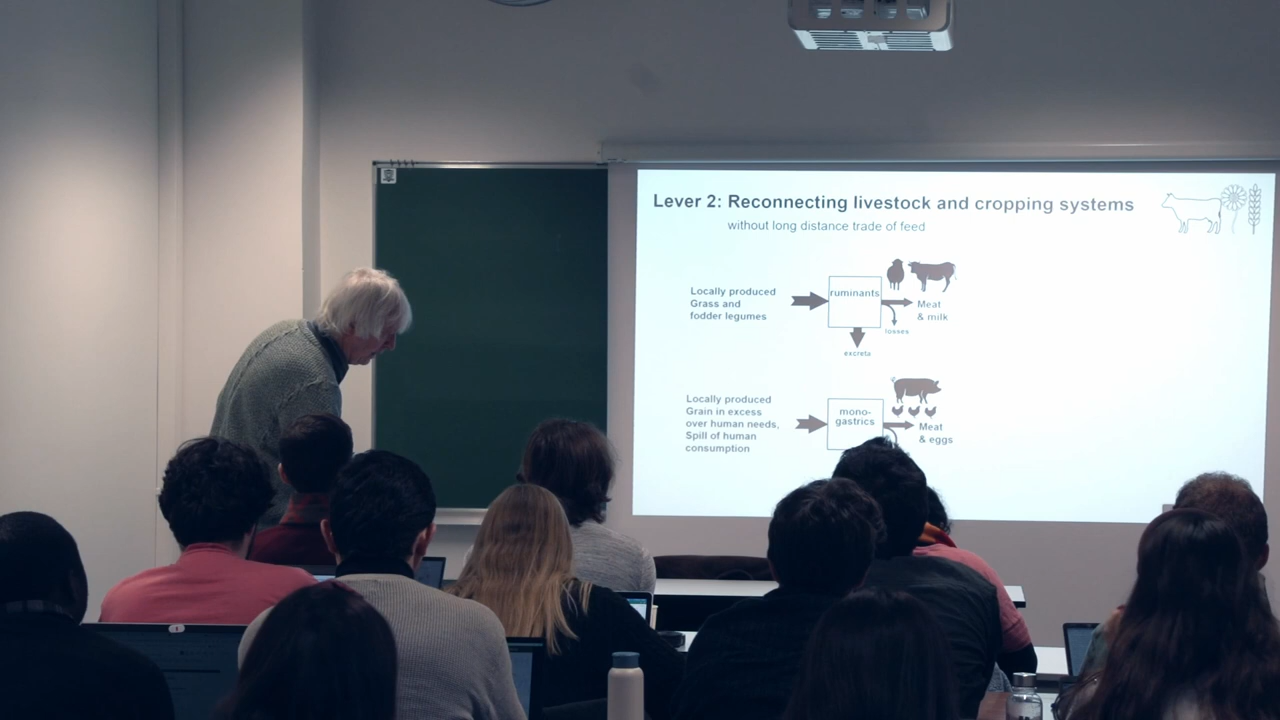 Lever 2: Reconnecting livestock and cropping systems
without long distance trade of feed
Locally produced
Grass and
fodder legumes
ruminants
Meat
& milk
losses
excreta
Locally produced
Grain in excess
over human needs,
Spill of human
consumption
mono-
gastrics
Meat
& eggs